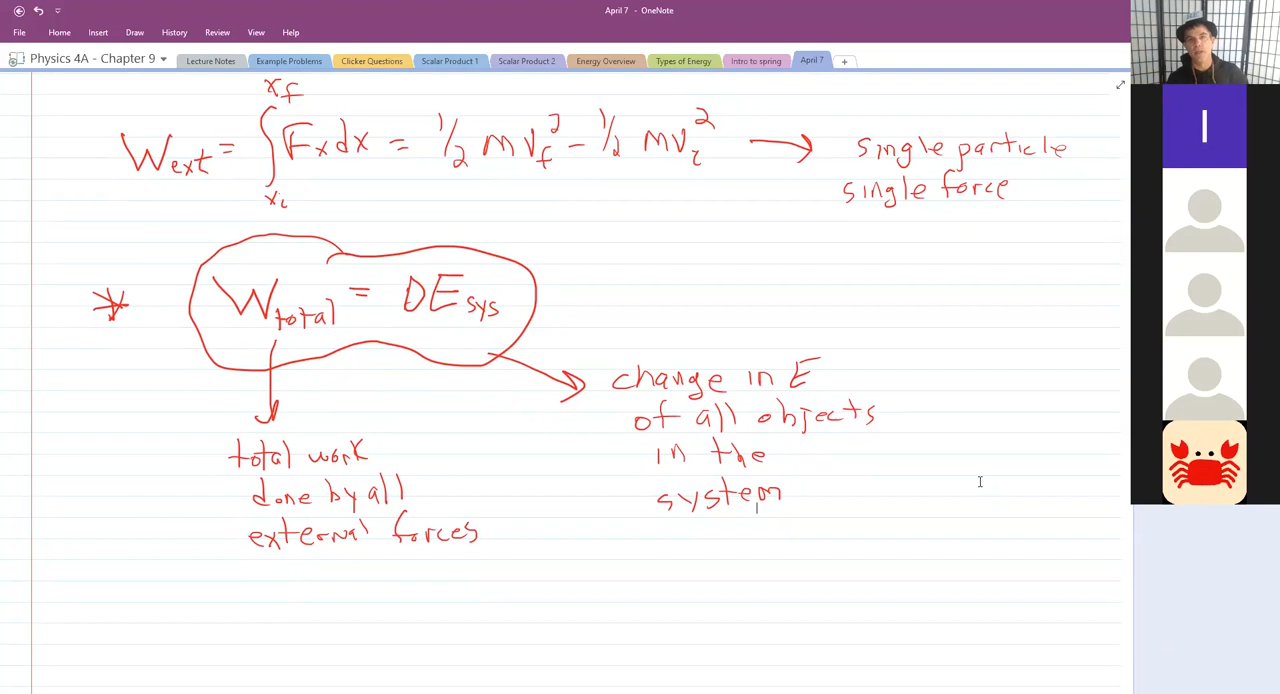 April 7 - OneNote
File Home Insert Draw History Review View Help
Physics 4A - Chapter 9 Lecture Notes Example Problems Clicker Questions Scalar Product 1 Scalar Product 2 Energy Overview Types of Energy Intro to spring April 7 +
W_ext = ∫_{x_i}^{x_f} F_x dx = 1/2 m v_f^2 - 1/2 m v_i^2 → single particle
single force
* W_total = ΔE_sys
change in E
of all objects
in the
system
total work
done by all
external forces
I